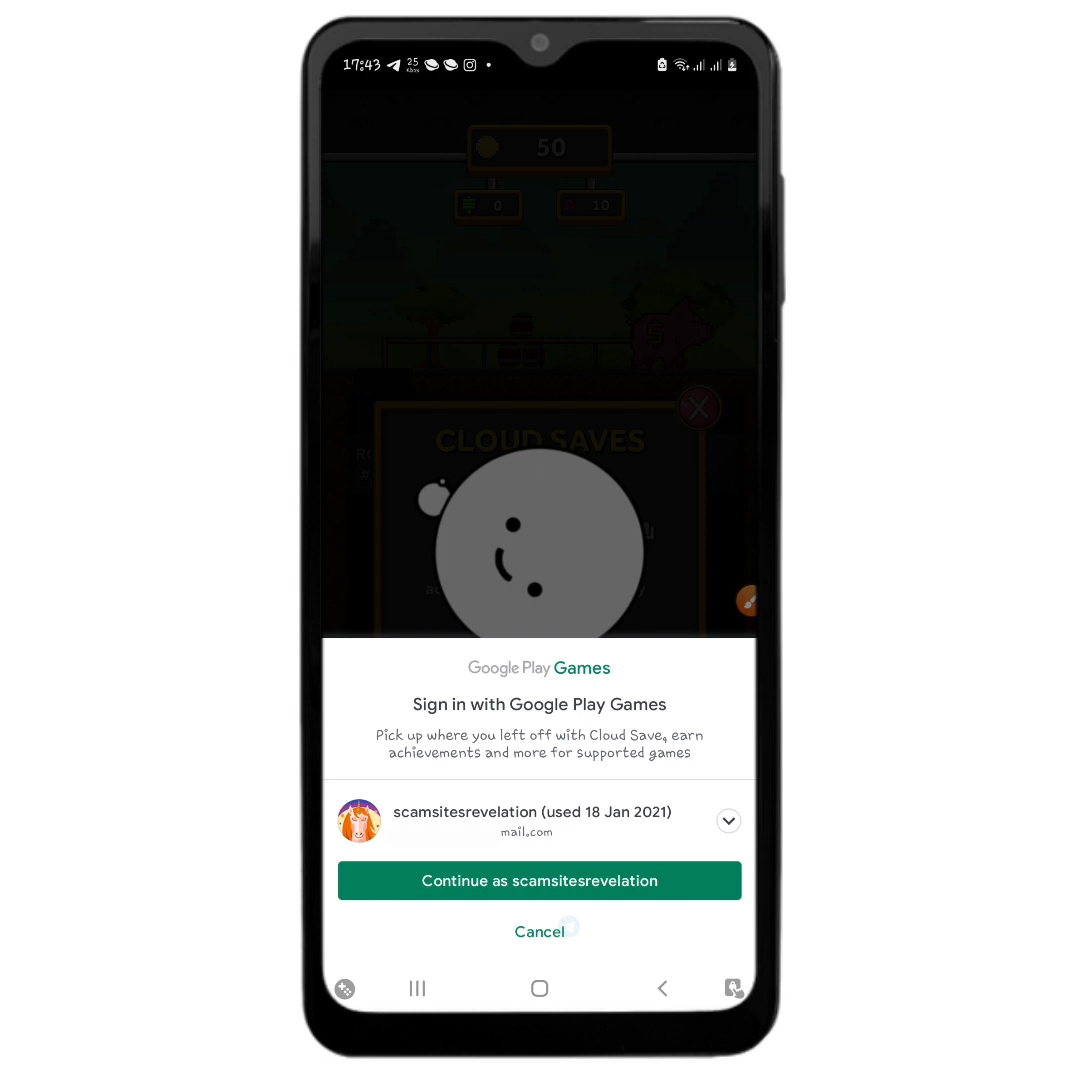 17:43
25
KB/s
50
0
10
CLOUD SAVES
Google Play Games
Sign in with Google Play Games
Pick up where you left off with Cloud Save, earn
achievements and more for supported games
scamsitesrevelation (used 18 Jan 2021)
mail.com
Continue as scamsitesrevelation
Cancel